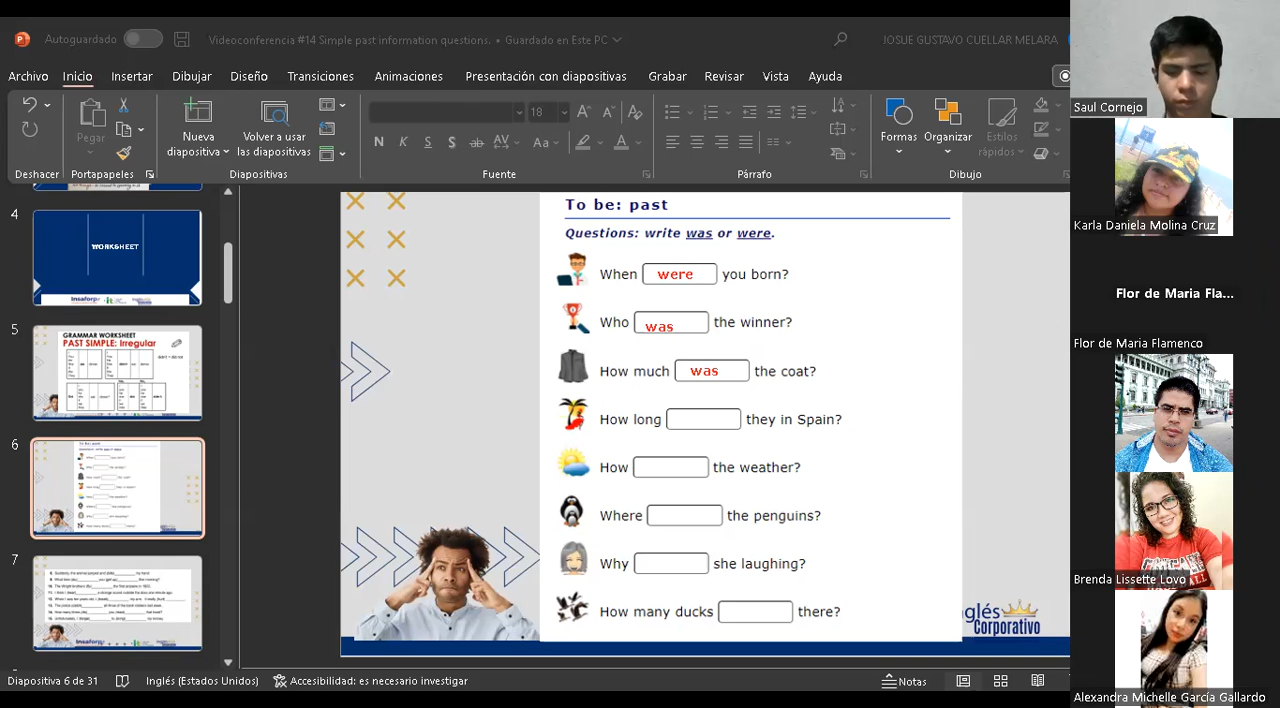 Autoguardado
Videoconferencia #14 Simple past information questions. • Guardado en Este PC
JOSUE GUSTAVO CUELLAR MELARA
Archivo Inicio Insertar Dibujar Diseño Transiciones Animaciones Presentación con diapositivas Grabar Revisar Vista Ayuda
Pegar
Nueva diapositiva
Volver a usar las diapositivas
18
N K S S ab AV Aa A
Formas
Organizar
Estilos rápidos
Deshacer Portapapeles Diapositivas Fuente Párrafo Dibujo
4
WORKSHEET
Insaforp
5
GRAMMAR WORKSHEET
PAST SIMPLE: Irregular
6
7
To be: past
Questions: write was or were.
When were you born?
Who was the winner?
How much was the coat?
How long they in Spain?
How the weather?
Where the penguins?
Why she laughing?
How many ducks there?
nglés
Corporativo
Diapositiva 6 de 31
Inglés (Estados Unidos)
Accesibilidad: es necesario investigar
Notas
Saul Cornejo
Karla Daniela Molina Cruz
Flor de Maria Fla...
Flor de Maria Flamenco
Brenda Lissette Lovo
Alexandra Michelle García Gallardo